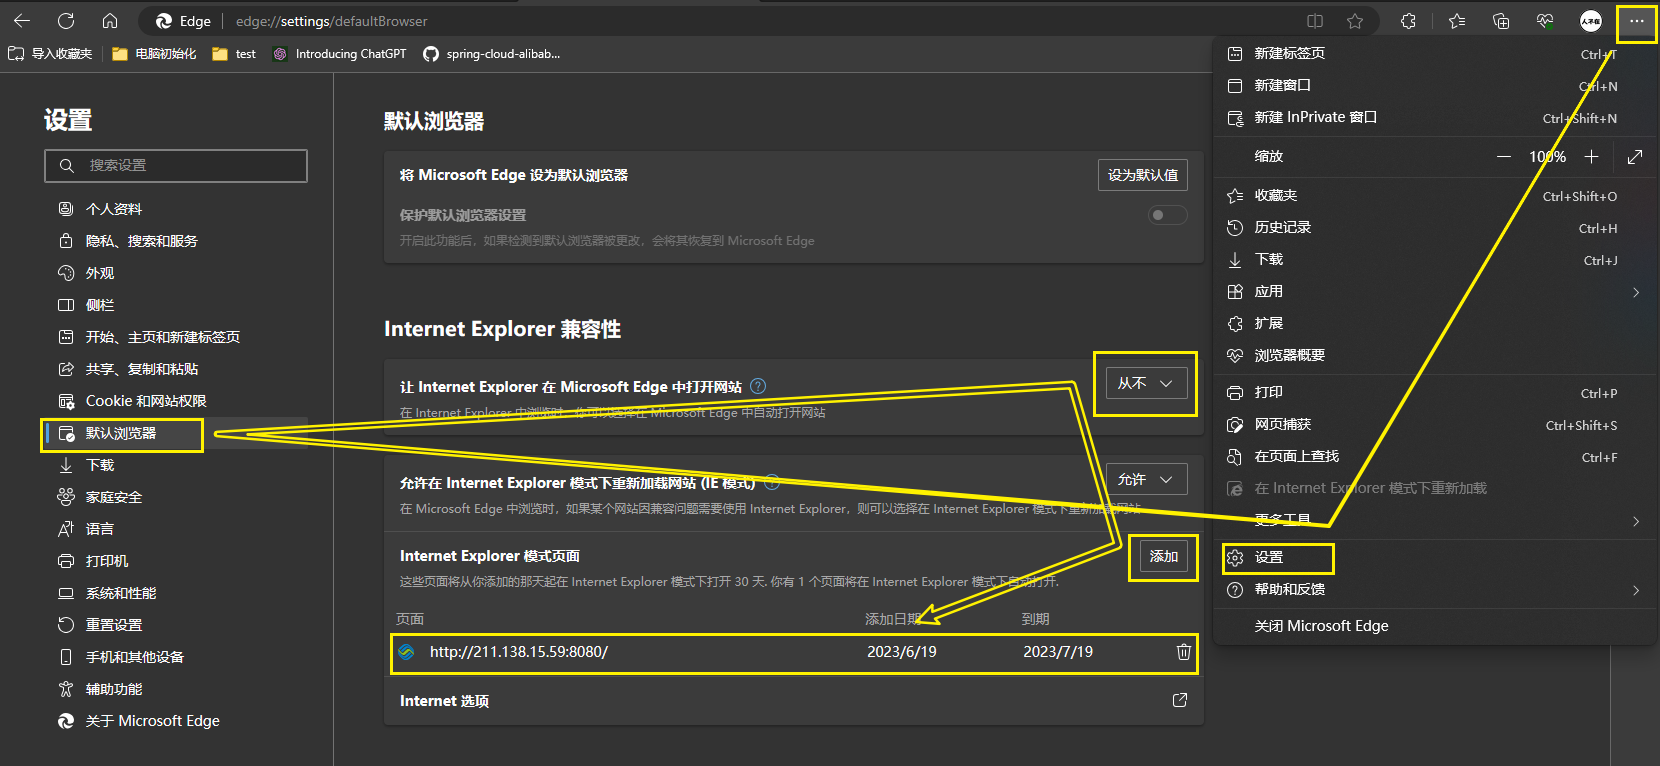 Edge
edge://settings/defaultBrowser
人不在
导入收藏夹
电脑初始化
test
Introducing ChatGPT
spring-cloud-alibab...
设置
搜索设置
个人资料
隐私、搜索和服务
外观
侧栏
开始、主页和新建标签页
共享、复制和粘贴
Cookie 和网站权限
默认浏览器
下载
家庭安全
语言
打印机
系统和性能
重置设置
手机和其他设备
辅助功能
关于 Microsoft Edge
默认浏览器
将 Microsoft Edge 设为默认浏览器
设为默认值
保护默认浏览器设置
开启此功能后，如果检测到默认浏览器被更改，会将其恢复到 Microsoft Edge
Internet Explorer 兼容性
让 Internet Explorer 在 Microsoft Edge 中打开网站
从不
在 Internet Explorer 中浏览时，你可以选择在 Microsoft Edge 中自动打开网站
允许在 Internet Explorer 模式下重新加载网站 (IE 模式)
允许
在 Microsoft Edge 中浏览时，如果某个网站因兼容问题需要使用 Internet Explorer，则可以选择在 Internet Explorer 模式下重新加载网站
Internet Explorer 模式页面
添加
这些页面将从你添加的那天起在 Internet Explorer 模式下打开 30 天. 你有 1 个页面将在 Internet Explorer 模式下自动打开.
页面 添加日期 到期
http://211.138.15.59:8080/ 2023/6/19 2023/7/19
Internet 选项
新建标签页 Ctrl+T
新建窗口 Ctrl+N
新建 InPrivate 窗口 Ctrl+Shift+N
缩放 100%
收藏夹 Ctrl+Shift+O
历史记录 Ctrl+H
下载 Ctrl+J
应用
扩展
浏览器概要
打印 Ctrl+P
网页捕获 Ctrl+Shift+S
在页面上查找 Ctrl+F
在 Internet Explorer 模式下重新加载
更多工具
设置
帮助和反馈
关闭 Microsoft Edge